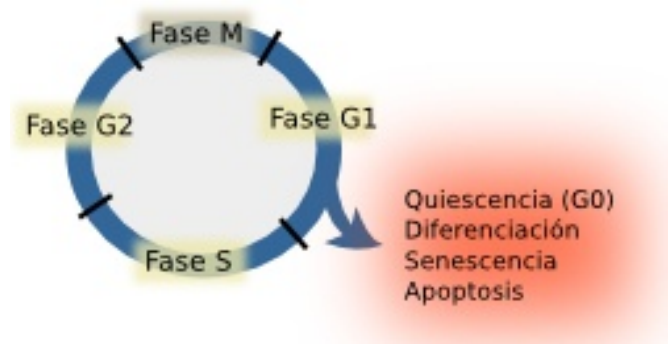 Fase M
Fase G2
Fase G1
Fase S
Quiescencia (G0)
Diferenciación
Senescencia
Apoptosis